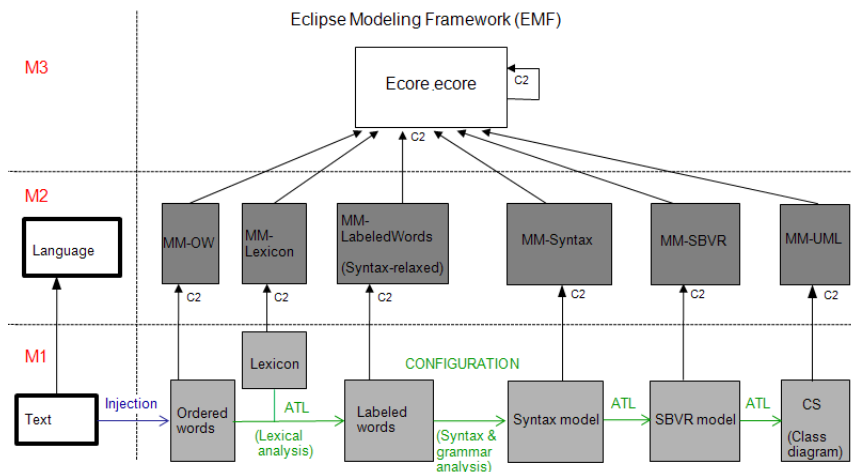 Eclipse Modeling Framework (EMF)
M3
Ecore.ecore
C2
C2
M2
Language
MM-OW
MM-
Lexicon
MM-
LabeledWords
(Syntax-relaxed)
MM-Syntax
MM-SBVR
MM-UML
C2
C2
C2
C2
C2
C2
M1
Lexicon
CONFIGURATION
Text
Injection
Ordered
words
ATL
(Lexical
analysis)
Labeled
words
(Syntax &
grammar
analysis)
Syntax model
ATL
SBVR model
ATL
CS
(Class
diagram)